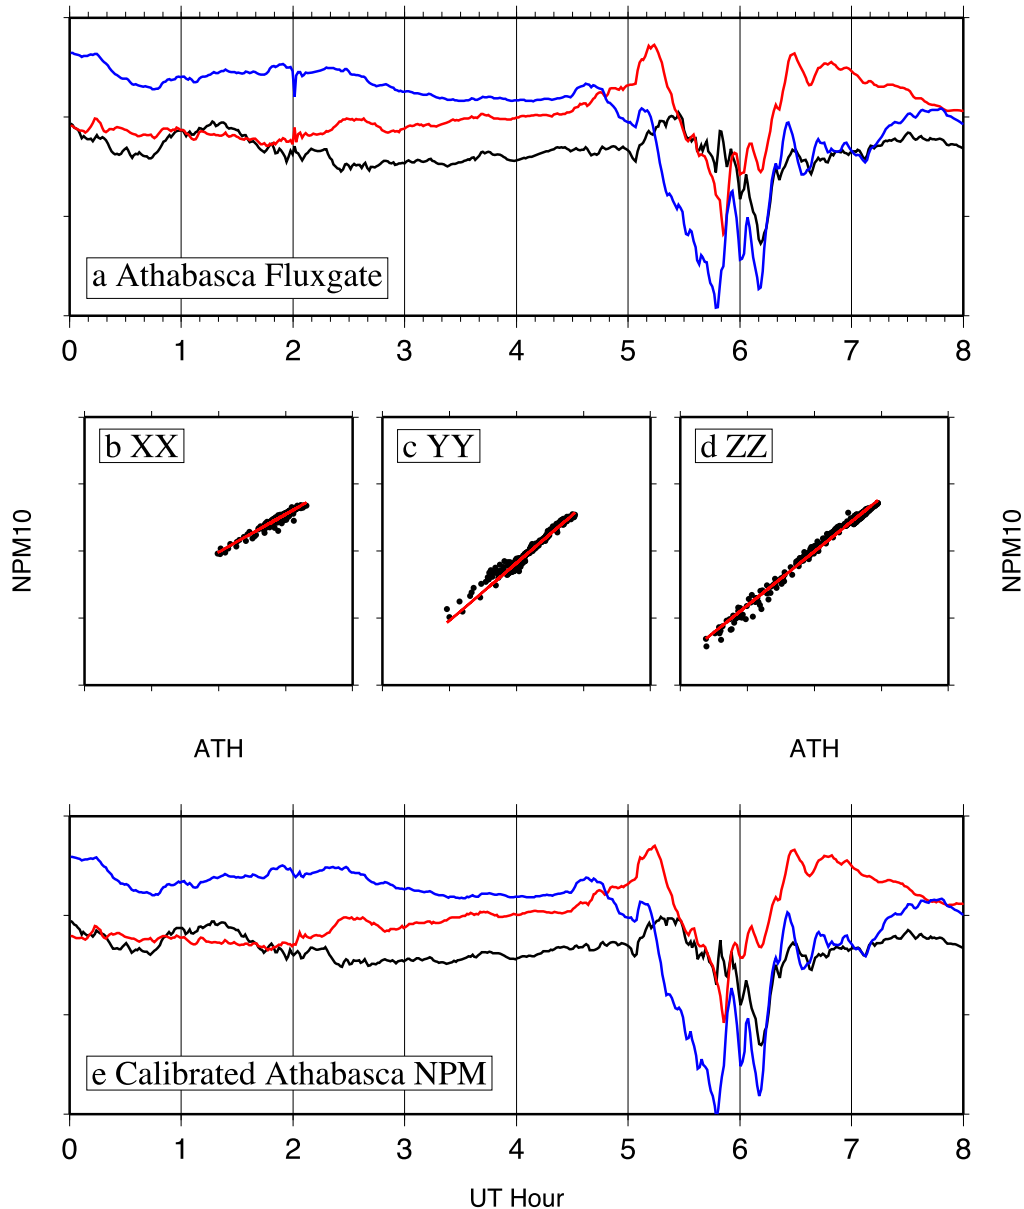 a Athabasca Fluxgate
0 1 2 3 4 5 6 7 8
b XX
c YY
d ZZ
NPM10
NPM10
ATH
ATH
e Calibrated Athabasca NPM
0 1 2 3 4 5 6 7 8
UT Hour